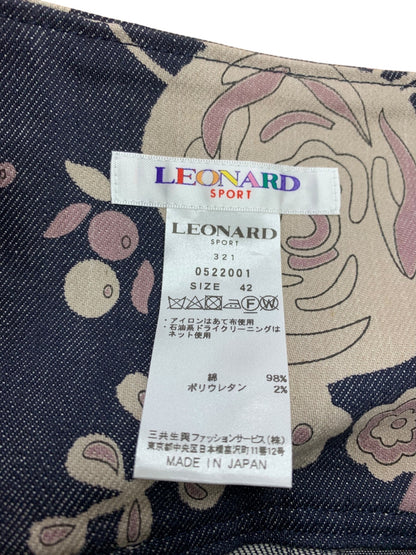 LEONARD
SPORT
LEONARD
SPORT
321
0522001
SIZE 42
・アイロンはあて布使用
・石油系ドライクリーニングは
ネット使用
綿 98%
ポリウレタン 2%
三共生興ファッションサービス(株)
東京都中央区日本橋富沢町11番12号
MADE IN JAPAN